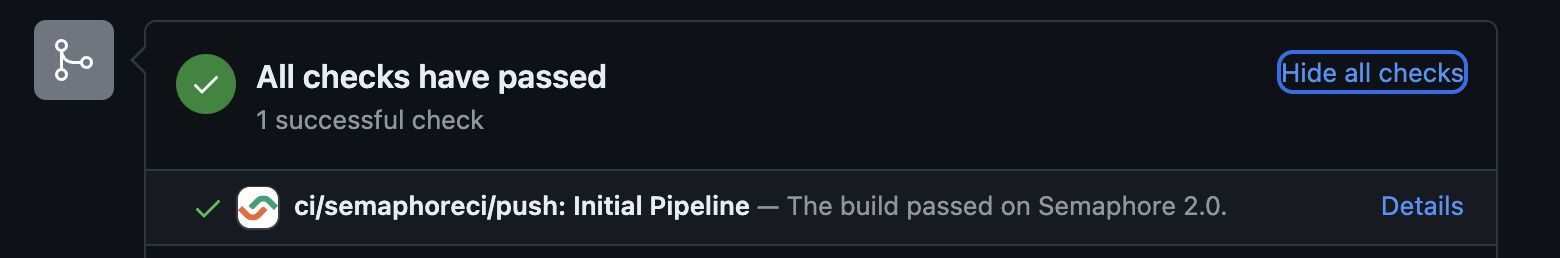 All checks have passed
Hide all checks
1 successful check
ci/semaphoreci/push: Initial Pipeline — The build passed on Semaphore 2.0.
Details